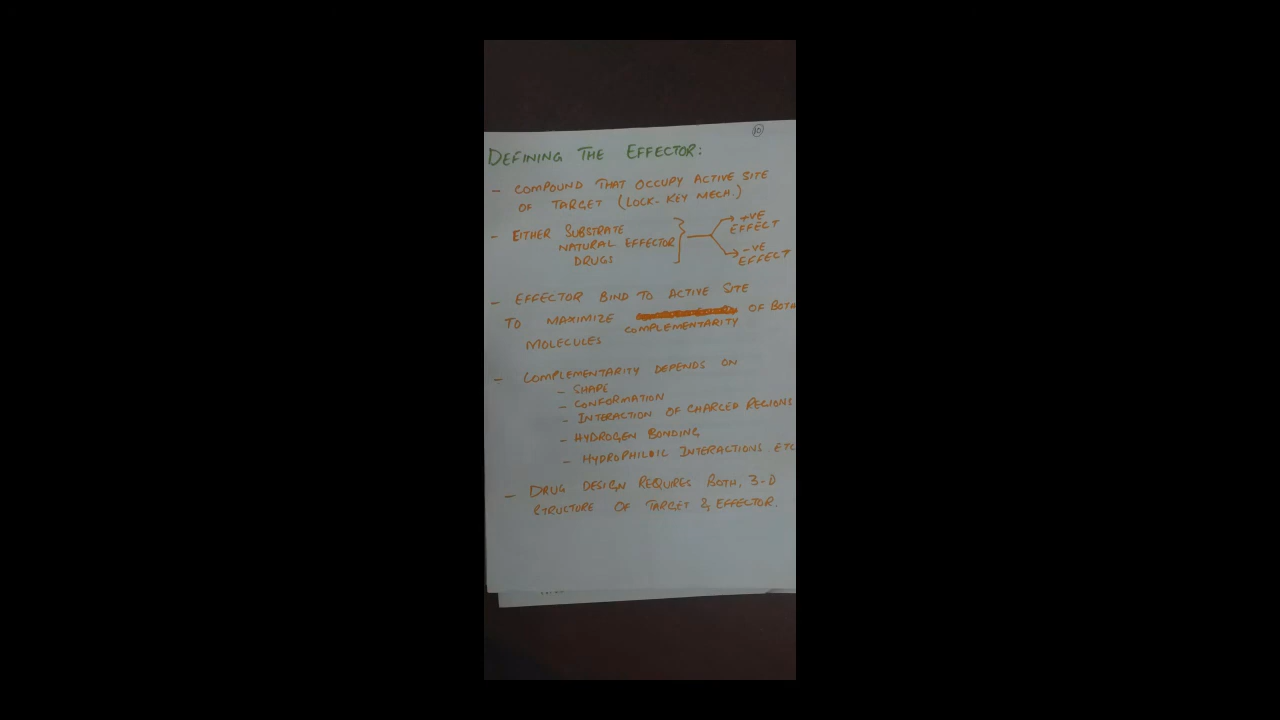 10
DEFINING THE EFFECTOR:
- COMPOUND THAT OCCUPY ACTIVE SITE
OF TARGET (LOCK-KEY MECH.)
- EITHER SUBSTRATE
NATURAL EFFECTOR
DRUGS
+VE
EFFECT
-VE
EFFECT
- EFFECTOR BIND TO ACTIVE SITE
TO MAXIMIZE OF BOTH
COMPLEMENTARITY
MOLECULES
- COMPLEMENTARITY DEPENDS ON
- SHAPE
- CONFORMATION
- INTERACTION OF CHARGED REGIONS
- HYDROGEN BONDING
- HYDROPHILOIC INTERACTIONS ETC
- DRUG DESIGN REQUIRES BOTH, 3-D
STRUCTURE OF TARGET & EFFECTOR.